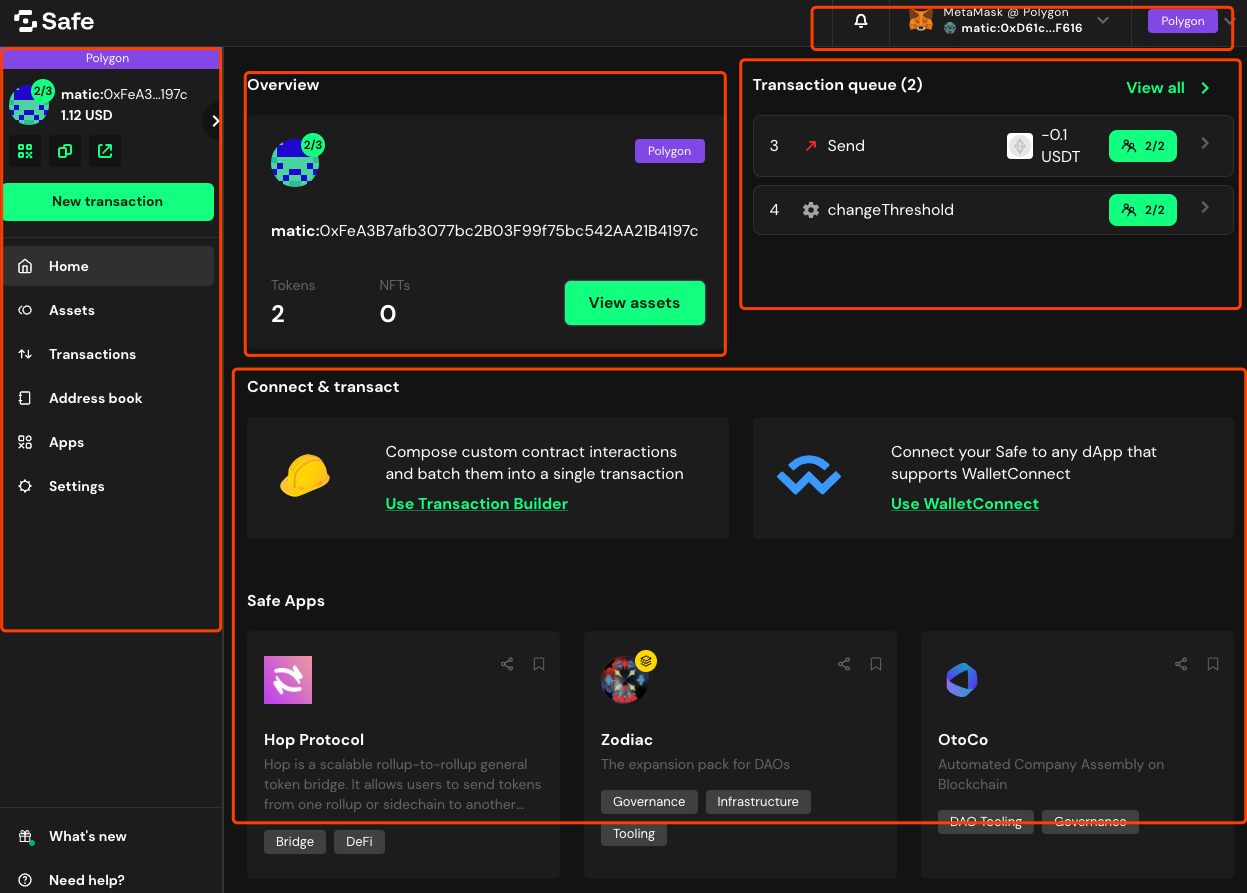 Safe
MetaMask @ Polygon
matic:0xD61c...F616
Polygon
Polygon
2/3
matic:0xFeA3...197c
1.12 USD
New transaction
Home
Assets
Transactions
Address book
Apps
Settings
What's new
Need help?
Overview
2/3
Polygon
matic:0xFeA3B7afb3077bc2B03F99f75bc542AA21B4197c
Tokens
NFTs
2
0
View assets
Transaction queue (2)
View all
3
Send
-0.1
USDT
2/2
4
changeThreshold
2/2
Connect & transact
Compose custom contract interactions
and batch them into a single transaction
Use Transaction Builder
Connect your Safe to any dApp that
supports WalletConnect
Use WalletConnect
Safe Apps
Hop Protocol
Hop is a scalable rollup-to-rollup general
token bridge. It allows users to send tokens
from one rollup or sidechain to another...
Bridge
DeFi
Zodiac
The expansion pack for DAOs
Governance
Infrastructure
Tooling
OtoCo
Automated Company Assembly on
Blockchain
DAO Tooling
Governance